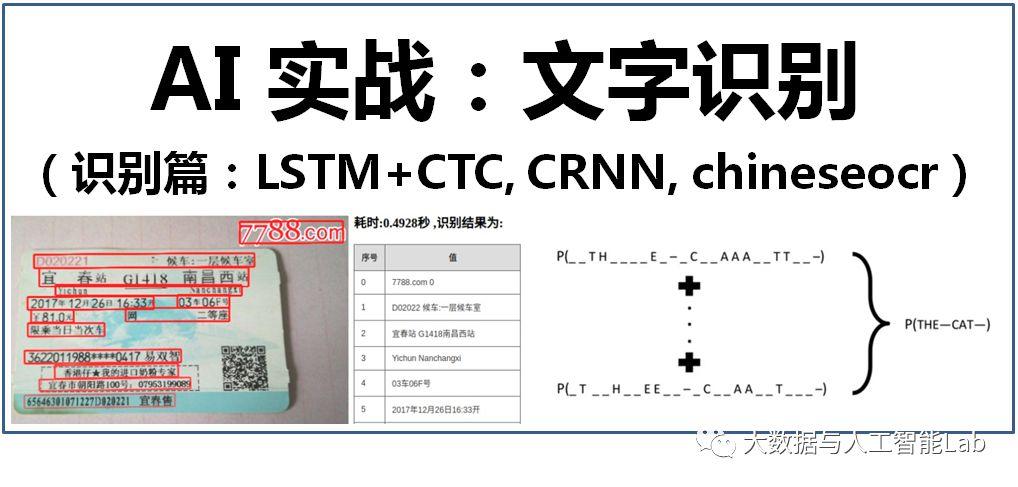 AI 实战：文字识别
（识别篇：LSTM+CTC, CRNN, chineseocr）
7788.com
D020221 候车:一层候车室
宜春站 G1418 南昌西站
Yichun Nanchangxi
2017年12月26日16:33开 03车06F号
￥81.0元 网 二等座
限乘当日当次车
3622011988****0417 易双智
香港仔★我的进口奶粉专家
宜春市朝阳路100号: 07953199089
65646301071227D020221 宜春售
耗时:0.4928秒 ,识别结果为:
序号 值
0 7788.com 0
1 D02022 候车:一层候车室
2 宜春站 G1418南昌西站
3 Yichun Nanchangxi
4 03车06F号
5 2017年12月26日16:33开
P(__TH____E_–_C__AAA__TT__–)
P(_T__H__EE__–_C__AA__T___–)
P(THE—CAT—)
大数据与人工智能Lab